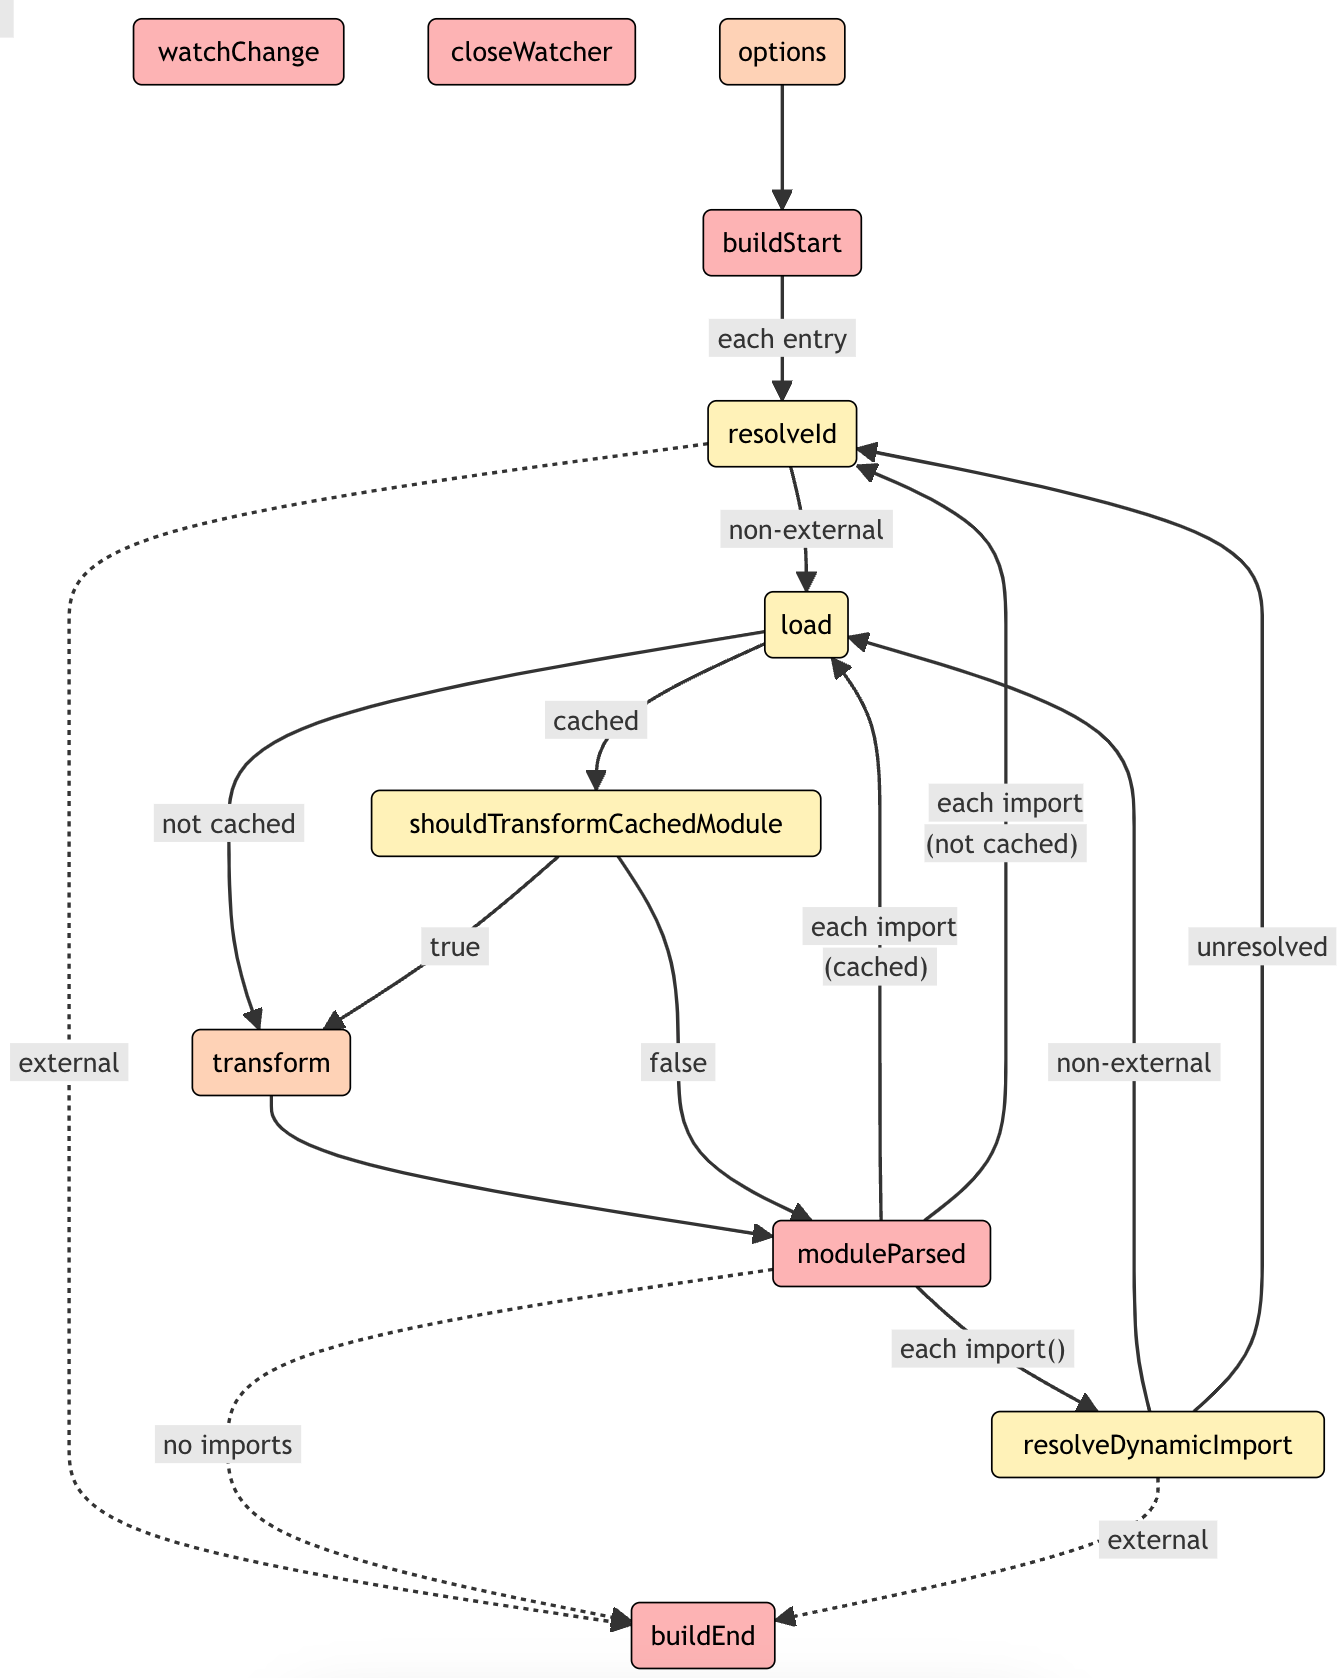 watchChange
closeWatcher
options
buildStart
each entry
resolveId
non-external
load
cached
not cached
shouldTransformCachedModule
each import
(not cached)
each import
(cached)
true
unresolved
external
transform
false
non-external
moduleParsed
each import()
no imports
resolveDynamicImport
external
buildEnd